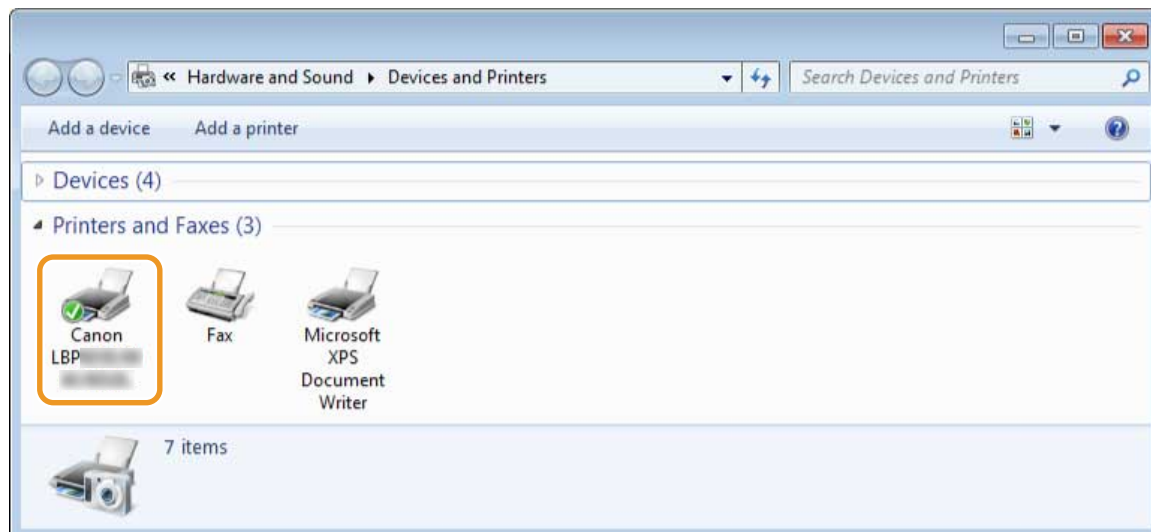 « Hardware and Sound ▸ Devices and Printers
Search Devices and Printers
Add a device Add a printer
Devices (4)
Printers and Faxes (3)
Canon
LBP
Fax
Microsoft
XPS
Document
Writer
7 items